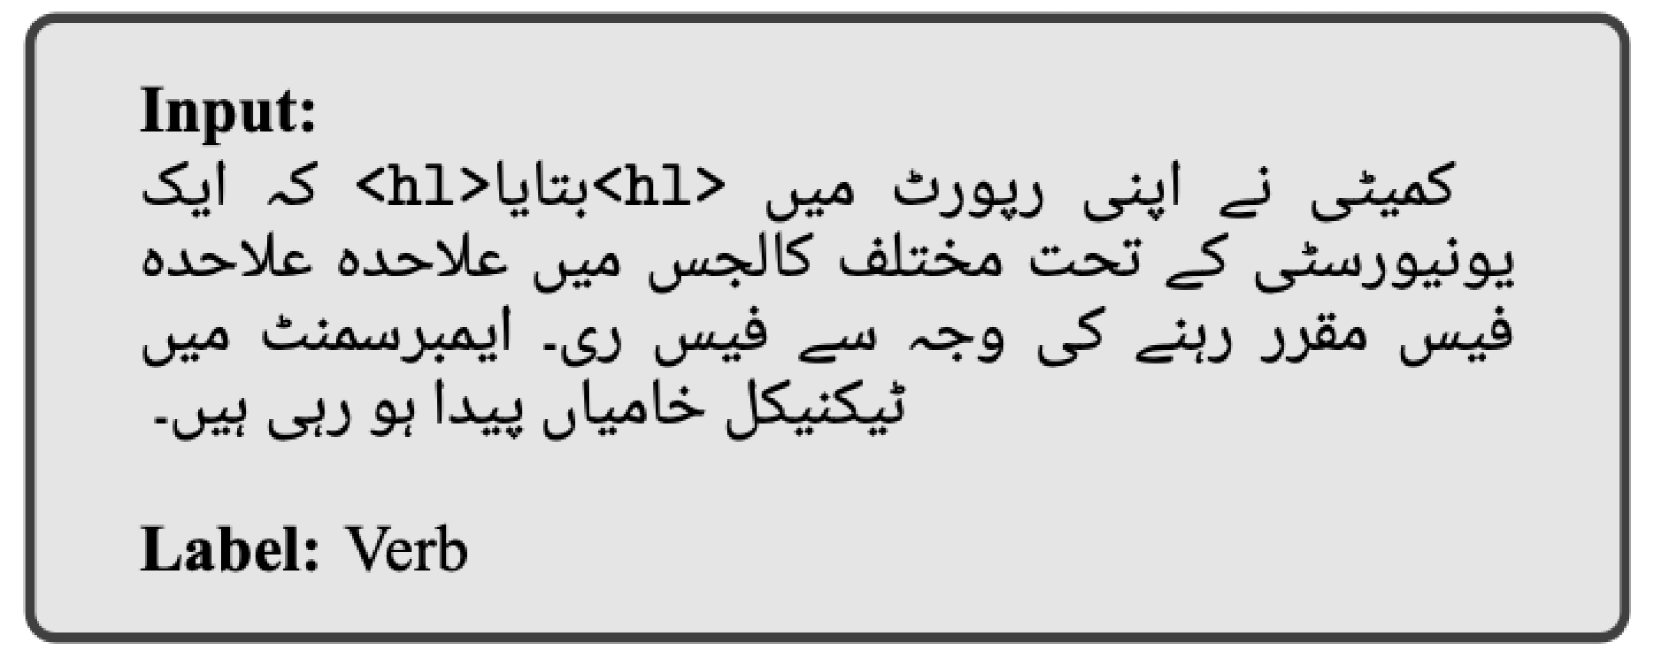 Input:
کمیٹی نے اپنی رپورٹ میں <hl>بتایا<hl> کہ ایک
یونیورسٹی کے تحت مختلف کالجس میں علاحدہ علاحدہ
فیس مقرر رہنے کی وجہ سے فیس ری۔ ایمبرسمنٹ میں
ٹیکنیکل خامیاں پیدا ہو رہی ہیں۔
Label: Verb